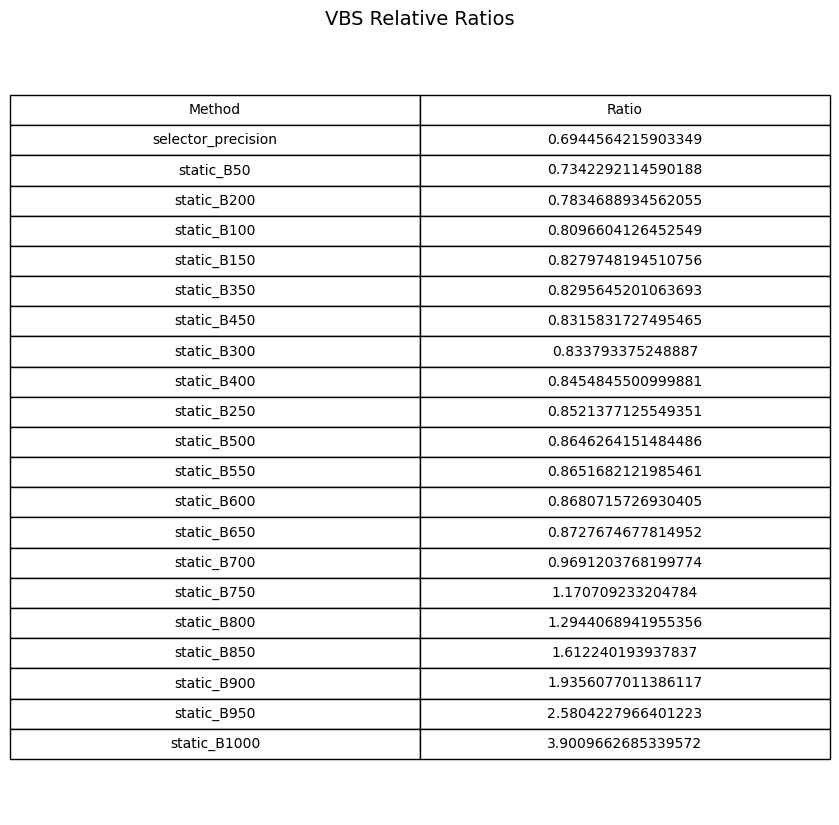 VBS Relative Ratios
Method Ratio
selector_precision 0.6944564215903349
static_B50 0.7342292114590188
static_B200 0.7834688934562055
static_B100 0.8096604126452549
static_B150 0.8279748194510756
static_B350 0.8295645201063693
static_B450 0.8315831727495465
static_B300 0.833793375248887
static_B400 0.8454845500999881
static_B250 0.8521377125549351
static_B500 0.8646264151484486
static_B550 0.8651682121985461
static_B600 0.8680715726930405
static_B650 0.8727674677814952
static_B700 0.9691203768199774
static_B750 1.170709233204784
static_B800 1.2944068941955356
static_B850 1.612240193937837
static_B900 1.9356077011386117
static_B950 2.5804227966401223
static_B1000 3.9009662685339572